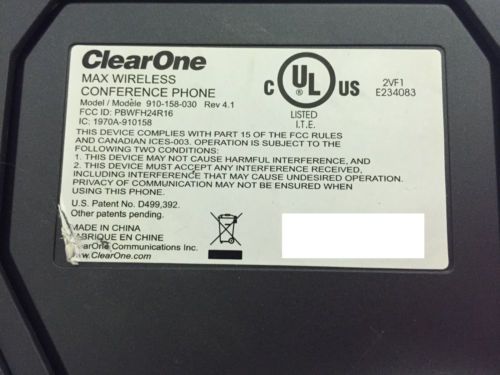 ClearOne
MAX WIRELESS
CONFERENCE PHONE
Model / Modèle 910-158-030 Rev 4.1
FCC ID: PBWFH24R16
IC: 1970A-910158
C UL US
LISTED
I.T.E.
2VF1
E234083
THIS DEVICE COMPLIES WITH PART 15 OF THE FCC RULES
AND CANADIAN ICES-003. OPERATION IS SUBJECT TO THE
FOLLOWING TWO CONDITIONS:
1. THIS DEVICE MAY NOT CAUSE HARMFUL INTERFERENCE, AND
2. THIS DEVICE MUST ACCEPT ANY INTERFERENCE RECEIVED,
INCLUDING INTERFERENCE THAT MAY CAUSE UNDESIRED OPERATION.
PRIVACY OF COMMUNICATION MAY NOT BE ENSURED WHEN
USING THIS PHONE.
U.S. Patent No. D499,392.
Other patents pending.
MADE IN CHINA
FABRIQUE EN CHINE
ClearOne Communications Inc.
www.ClearOne.com